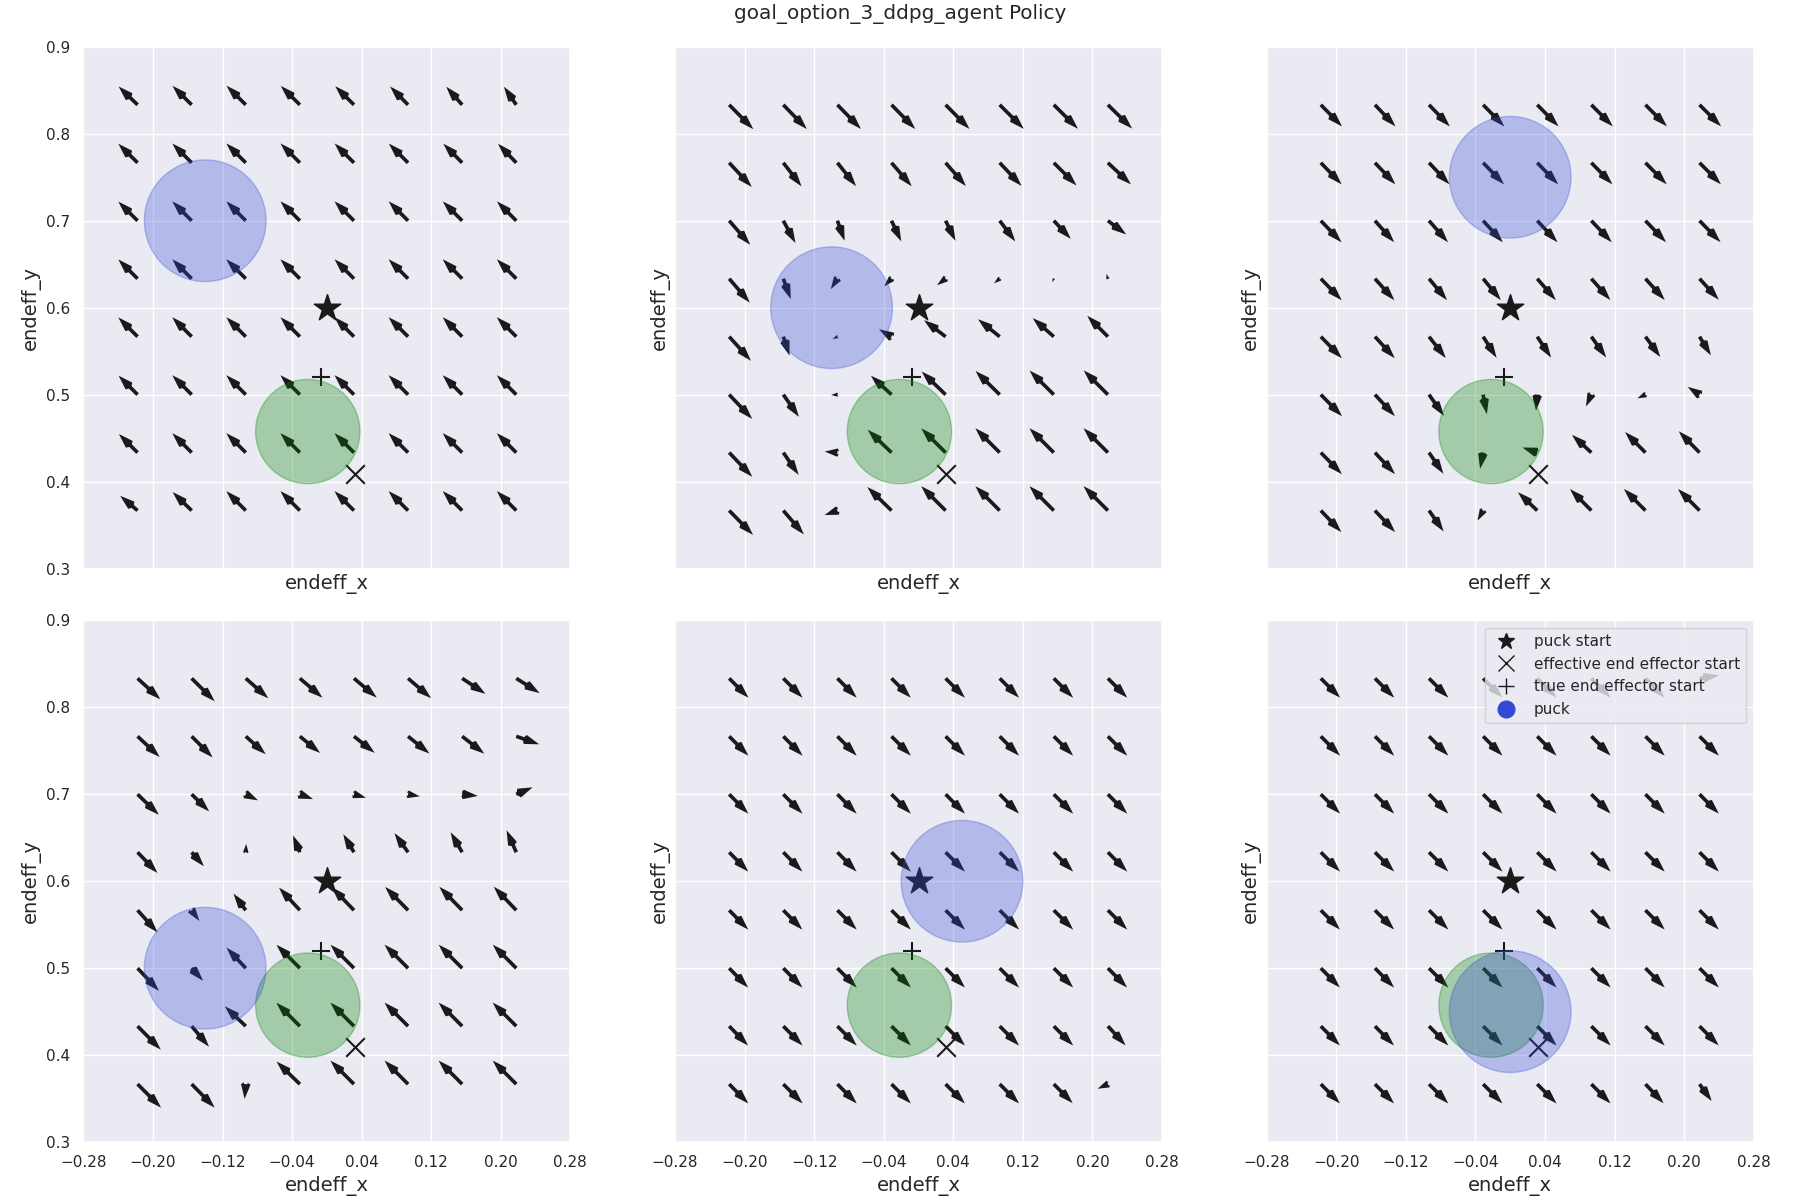 goal_option_3_ddpg_agent Policy
0.9
0.8
0.7
0.6
0.5
0.4
0.3
endeff_y
endeff_x
endeff_y
endeff_x
endeff_y
endeff_x
0.9
0.8
0.7
0.6
0.5
0.4
0.3
endeff_y
−0.28 −0.20 −0.12 −0.04 0.04 0.12 0.20 0.28
endeff_x
endeff_y
−0.28 −0.20 −0.12 −0.04 0.04 0.12 0.20 0.28
endeff_x
puck start
effective end effector start
true end effector start
puck
endeff_y
−0.28 −0.20 −0.12 −0.04 0.04 0.12 0.20 0.28
endeff_x